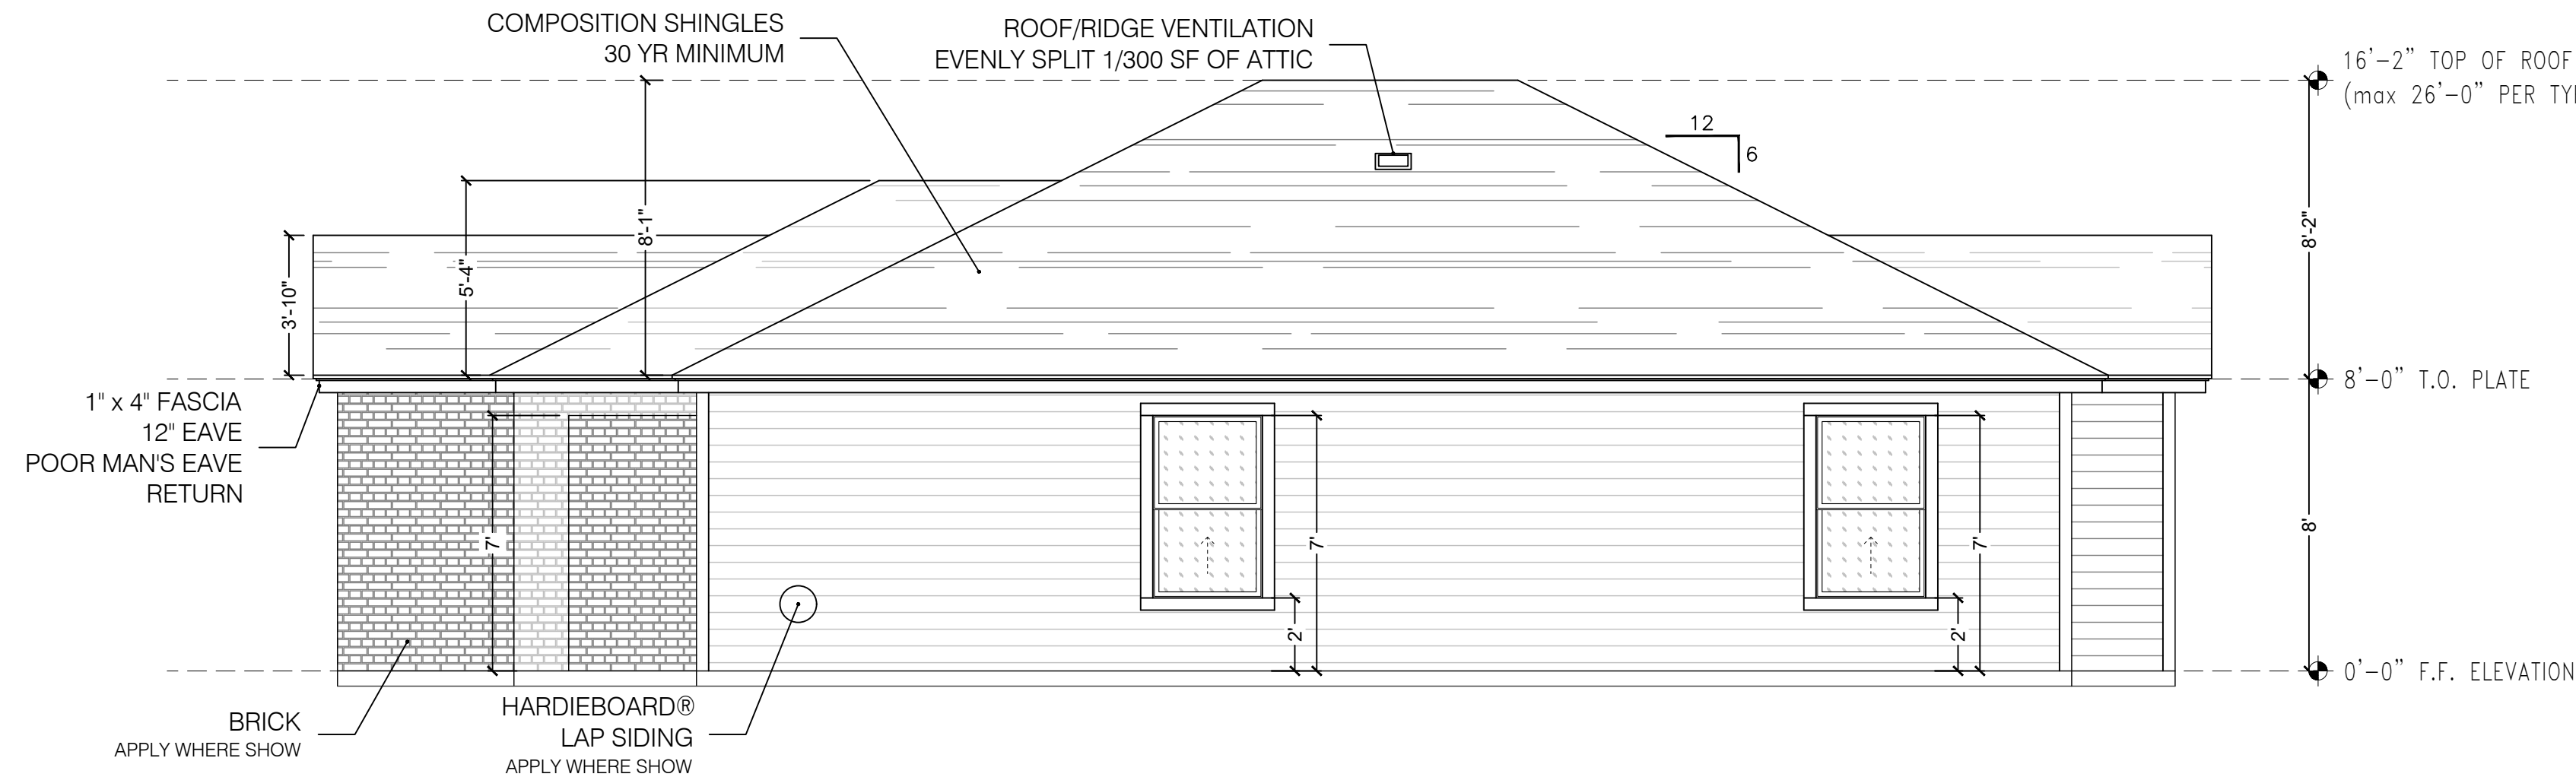 COMPOSITION SHINGLES
30 YR MINIMUM
ROOF/RIDGE VENTILATION
EVENLY SPLIT 1/300 SF OF ATTIC
16'-2" TOP OF ROOF
(max 26'-0" PER
12
6
8'-1"
8'-2"
5'-4"
3'-10"
8'-0" T.O. PLATE
1" x 4" FASCIA
12" EAVE
POOR MAN'S EAVE
RETURN
7'
7'
7'
8'
2'
2'
0'-0" F.F. ELEVATION
BRICK
APPLY WHERE SHOW
HARDIEBOARD®
LAP SIDING
APPLY WHERE SHOW